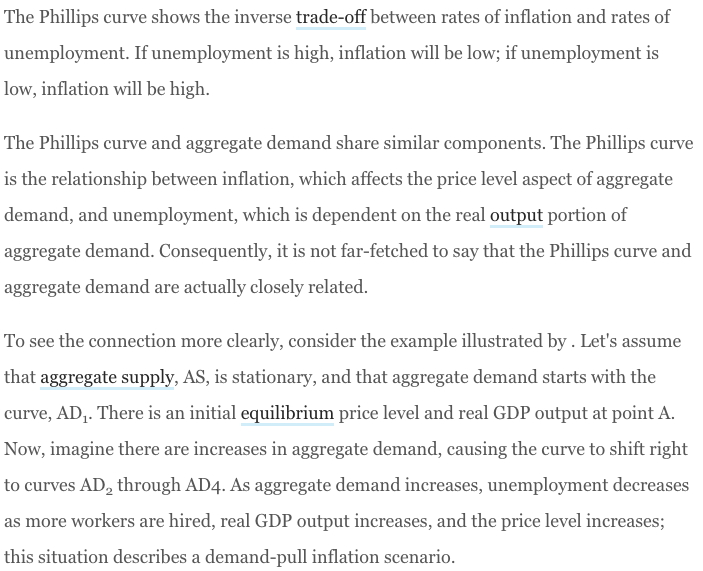 The Phillips curve shows the inverse trade-off between rates of inflation and rates of
unemployment. If unemployment is high, inflation will be low; if unemployment is
low, inflation will be high.
The Phillips curve and aggregate demand share similar components. The Phillips curve
is the relationship between inflation, which affects the price level aspect of aggregate
demand, and unemployment, which is dependent on the real output portion of
aggregate demand. Consequently, it is not far-fetched to say that the Phillips curve and
aggregate demand are actually closely related.
To see the connection more clearly, consider the example illustrated by . Let's assume
that aggregate supply, AS, is stationary, and that aggregate demand starts with the
curve, AD₁. There is an initial equilibrium price level and real GDP output at point A.
Now, imagine there are increases in aggregate demand, causing the curve to shift right
to curves AD₂ through AD4. As aggregate demand increases, unemployment decreases
as more workers are hired, real GDP output increases, and the price level increases;
this situation describes a demand-pull inflation scenario.